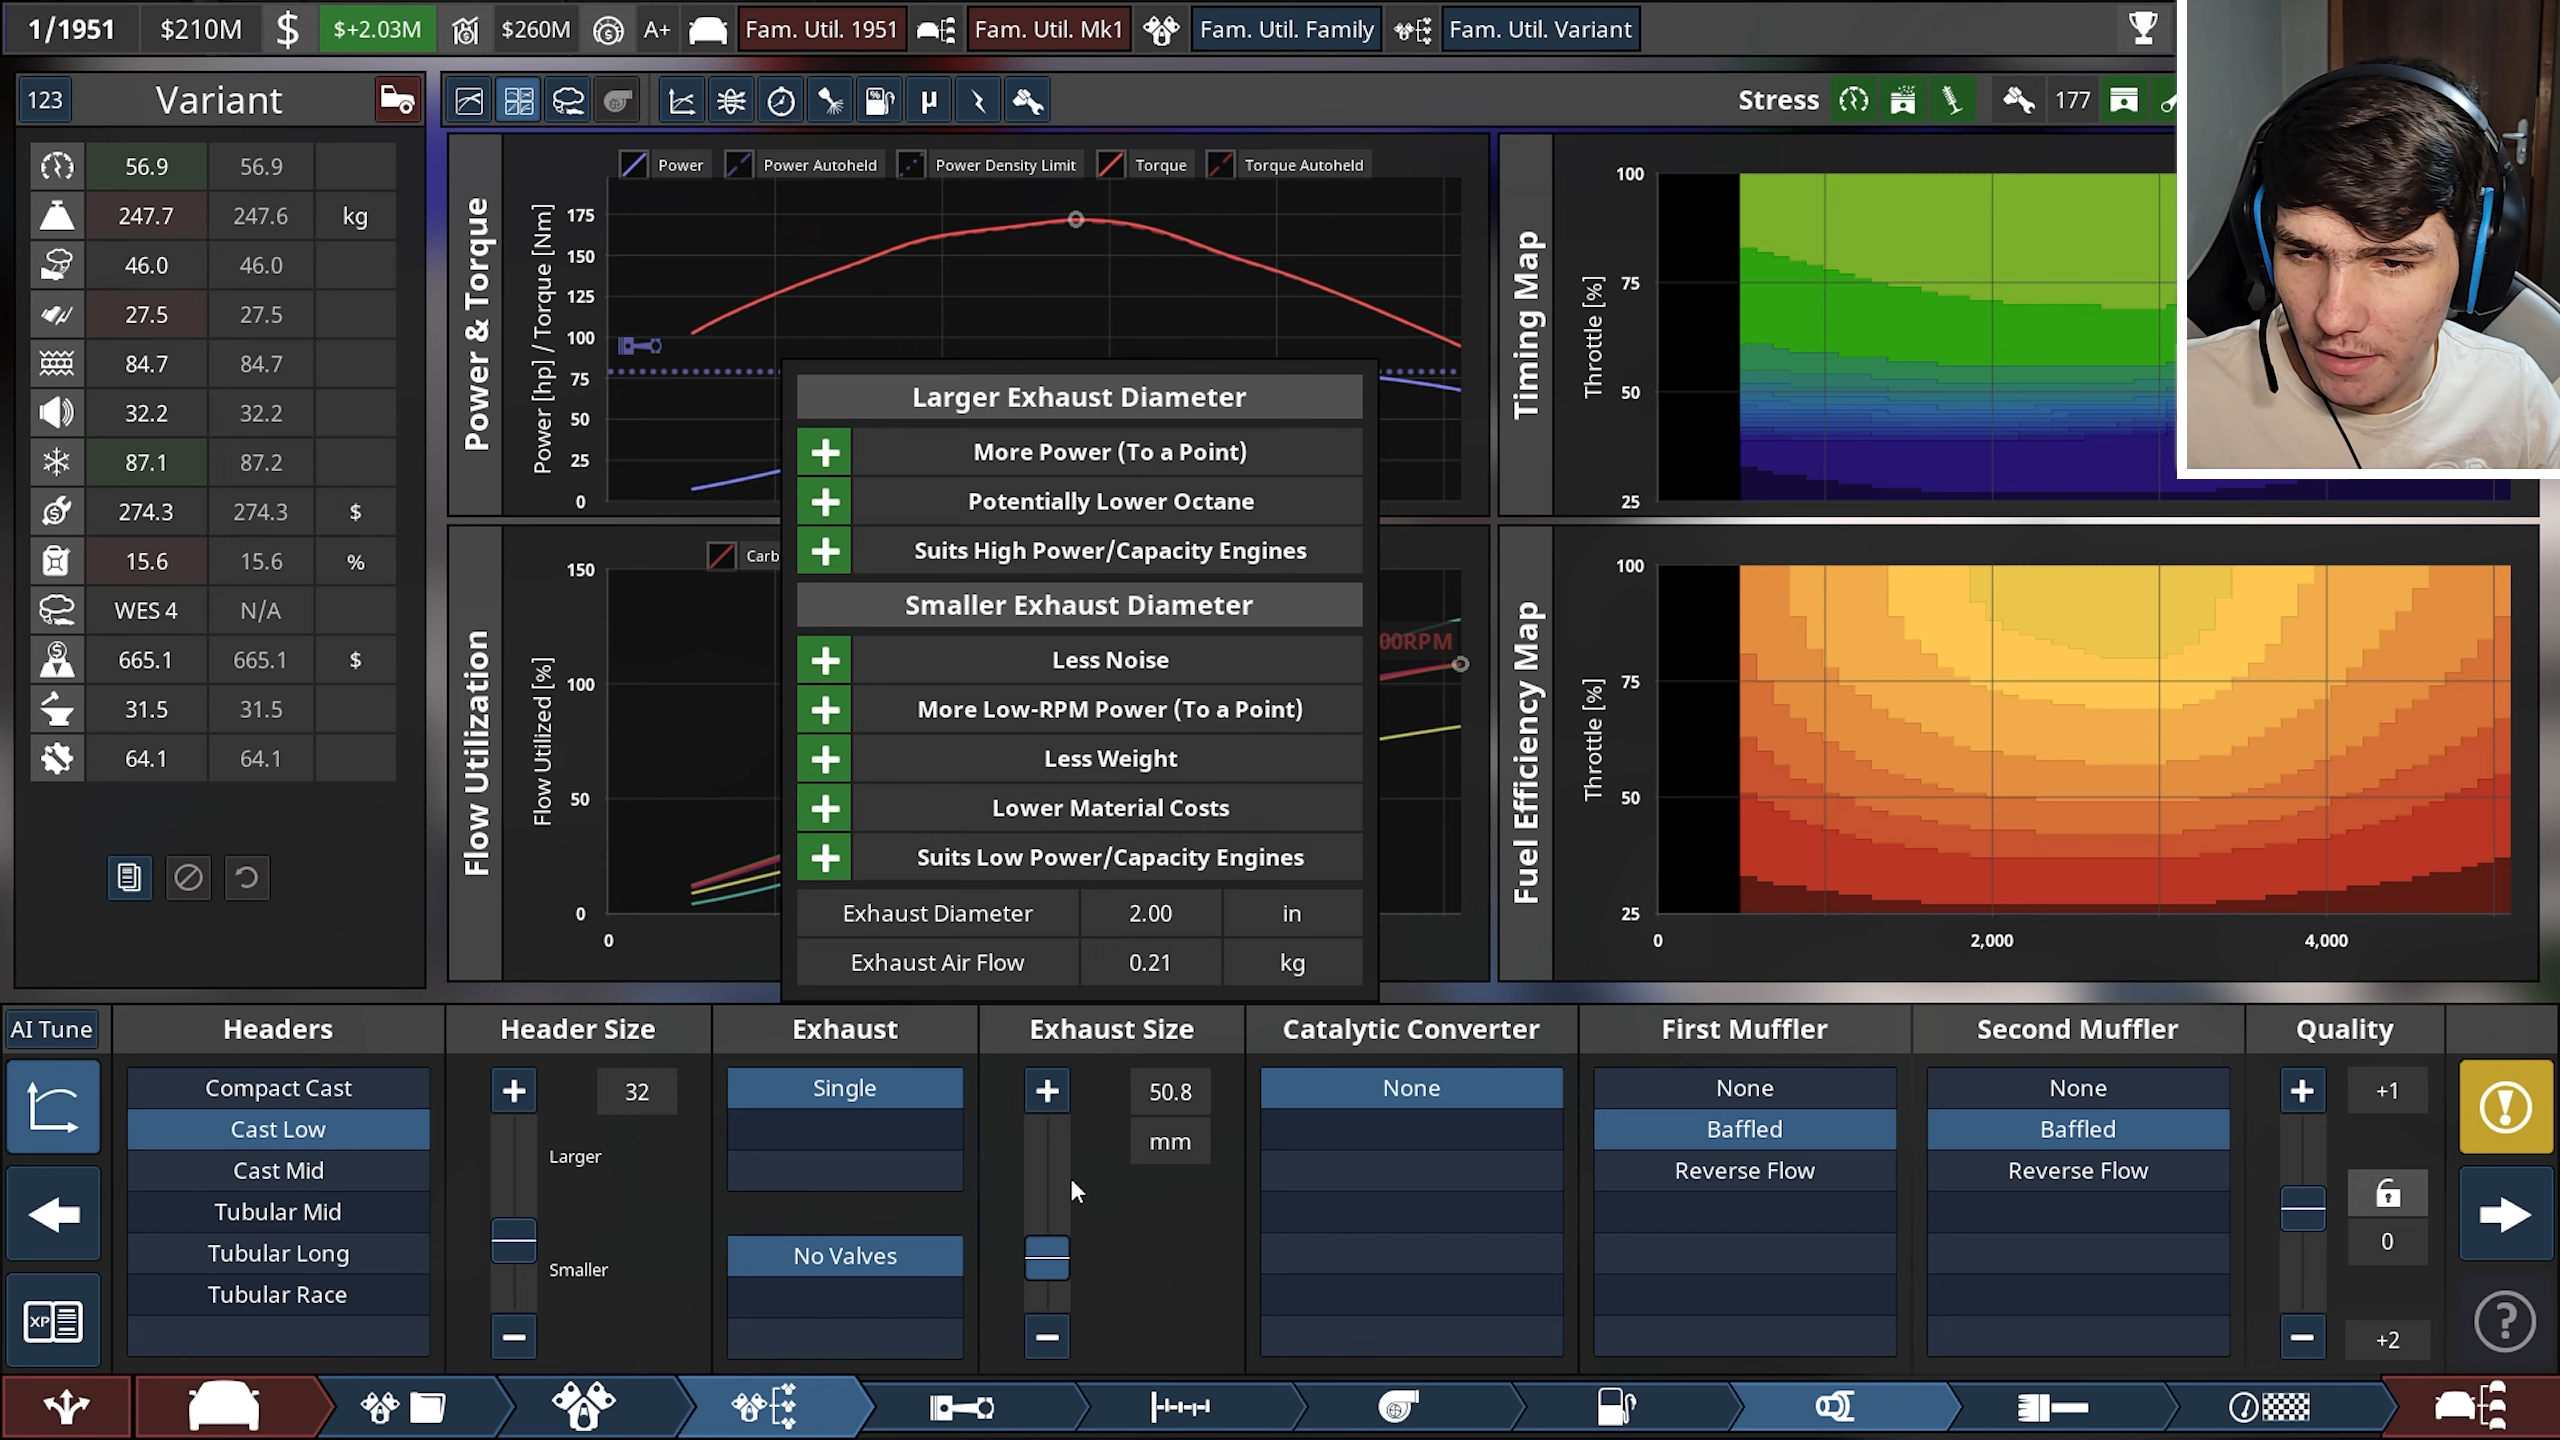 1/1951
$210M
$
$+2.03M
$260M
A+
Fam. Util. 1951
Fam. Util. Mk1
Fam. Util. Family
Fam. Util. Variant
123
Variant
Stress
177
56.9 56.9
247.7 247.6 kg
46.0 46.0
27.5 27.5
84.7 84.7
32.2 32.2
87.1 87.2
274.3 274.3 $
15.6 15.6 %
WES 4 N/A
665.1 665.1 $
31.5 31.5
64.1 64.1
Power & Torque
Power [hp] / Torque [Nm]
Power
Power Autoheld
Power Density Limit
Torque
Torque Autoheld
175
150
125
100
75
50
25
0
Timing Map
Throttle [%]
100
75
50
25
Flow Utilization
Flow Utilized [%]
Carb
150
100
50
0
0
00RPM
Fuel Efficiency Map
Throttle [%]
100
75
50
25
0
2,000
4,000
Larger Exhaust Diameter
More Power (To a Point)
Potentially Lower Octane
Suits High Power/Capacity Engines
Smaller Exhaust Diameter
Less Noise
More Low-RPM Power (To a Point)
Less Weight
Lower Material Costs
Suits Low Power/Capacity Engines
Exhaust Diameter 2.00 in
Exhaust Air Flow 0.21 kg
AI Tune
XP
Headers
Compact Cast
Cast Low
Cast Mid
Tubular Mid
Tubular Long
Tubular Race
Header Size
32
Larger
Smaller
Exhaust
Single
No Valves
Exhaust Size
50.8
mm
Catalytic Converter
None
First Muffler
None
Baffled
Reverse Flow
Second Muffler
None
Baffled
Reverse Flow
Quality
+1
0
+2